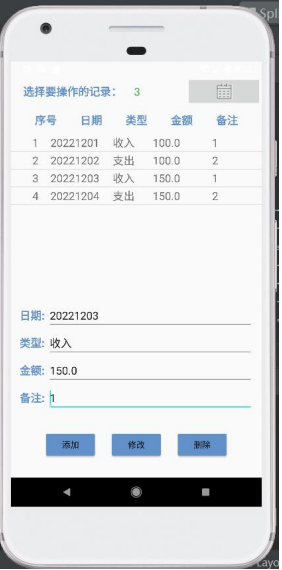 Spl
选择要操作的记录： 3
序号 日期 类型 金额 备注
1 20221201 收入 100.0 1
2 20221202 支出 100.0 2
3 20221203 收入 150.0 1
4 20221204 支出 150.0 2
日期: 20221203
类型: 收入
金额: 150.0
备注: 1
添加 修改 删除
Layo